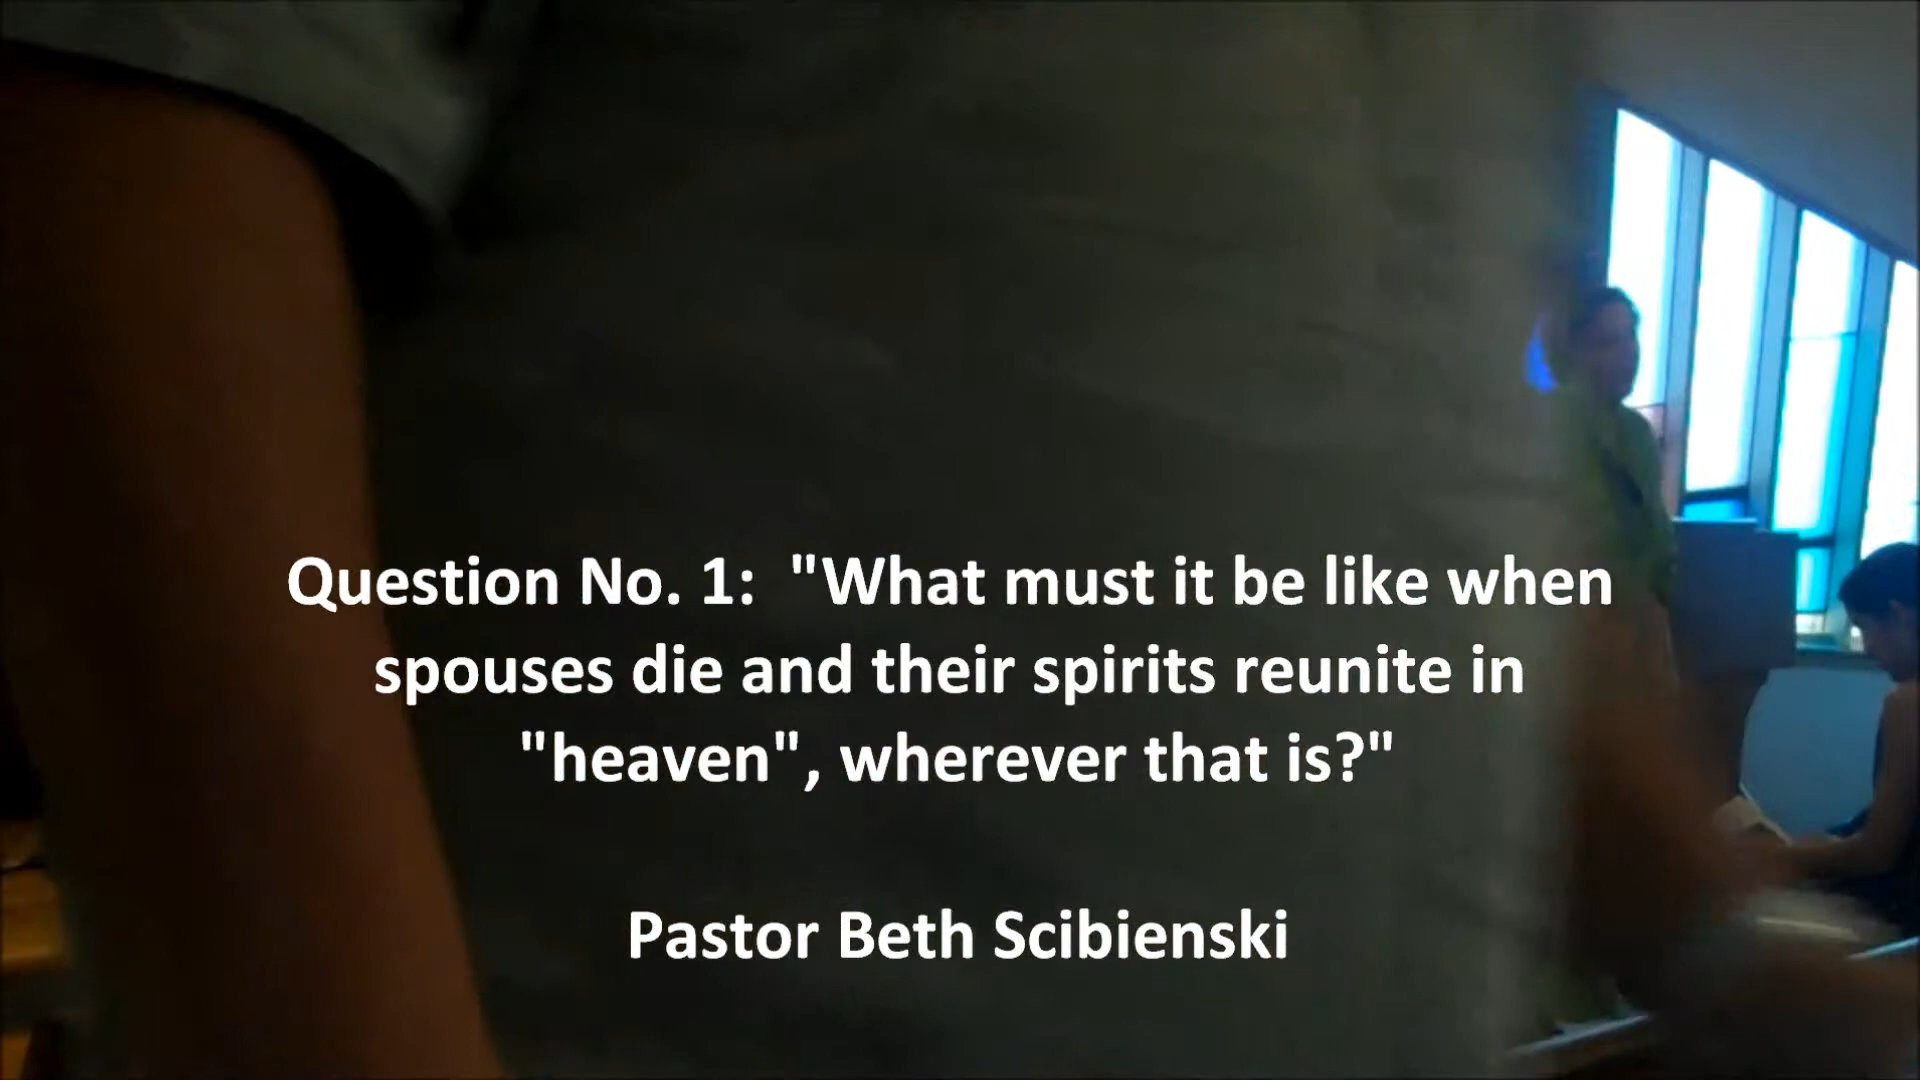 Question No. 1:  "What must it be like when
spouses die and their spirits reunite in
"heaven", wherever that is?"
Pastor Beth Scibienski